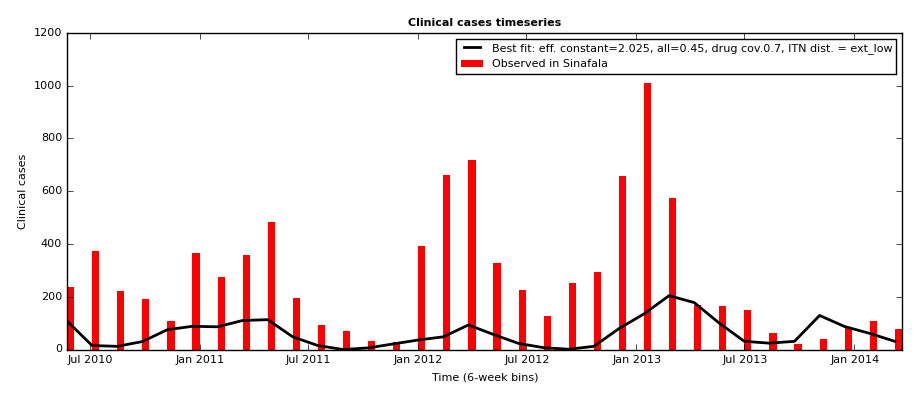 Clinical cases timeseries
1200
1000
800
600
400
200
0
Clinical cases
Best fit: eff. constant=2.025, all=0.45, drug cov.0.7, ITN dist. = ext_low
Observed in Sinafala
Jul 2010 Jan 2011 Jul 2011 Jan 2012 Jul 2012 Jan 2013 Jul 2013 Jan 2014
Time (6-week bins)